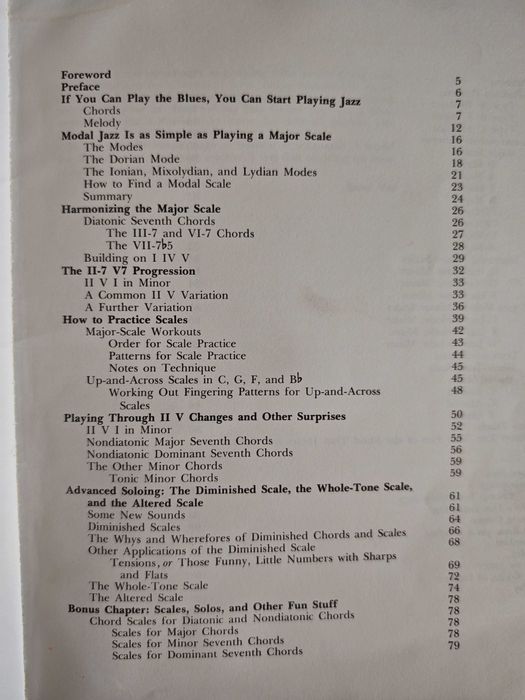 Foreword 5
Preface 6
If You Can Play the Blues, You Can Start Playing Jazz 7
Chords 7
Melody 12
Modal Jazz Is as Simple as Playing a Major Scale 16
The Modes 16
The Dorian Mode 18
The Ionian, Mixolydian, and Lydian Modes 21
How to Find a Modal Scale 23
Summary 24
Harmonizing the Major Scale 26
Diatonic Seventh Chords 26
The III-7 and VI-7 Chords 27
The VII-7♭5 28
Building on I IV V 29
The II-7 V7 Progression 32
II V I in Minor 33
A Common II V Variation 33
A Further Variation 36
How to Practice Scales 39
Major-Scale Workouts 42
Order for Scale Practice 43
Patterns for Scale Practice 44
Notes on Technique 45
Up-and-Across Scales in C, G, F, and B♭ 45
Working Out Fingering Patterns for Up-and-Across 48
Scales
Playing Through II V Changes and Other Surprises 50
II V I in Minor 52
Nondiatonic Major Seventh Chords 55
Nondiatonic Dominant Seventh Chords 56
The Other Minor Chords 59
Tonic Minor Chords 59
Advanced Soloing: The Diminished Scale, the Whole-Tone Scale,
and the Altered Scale 61
Some New Sounds 61
Diminished Scales 64
The Whys and Wherefores of Diminished Chords and Scales 66
Other Applications of the Diminished Scale 68
Tensions, or Those Funny, Little Numbers with Sharps
and Flats 69
The Whole-Tone Scale 72
The Altered Scale 74
Bonus Chapter: Scales, Solos, and Other Fun Stuff 78
Chord Scales for Diatonic and Nondiatonic Chords 78
Scales for Major Chords 78
Scales for Minor Seventh Chords 78
Scales for Dominant Seventh Chords 79